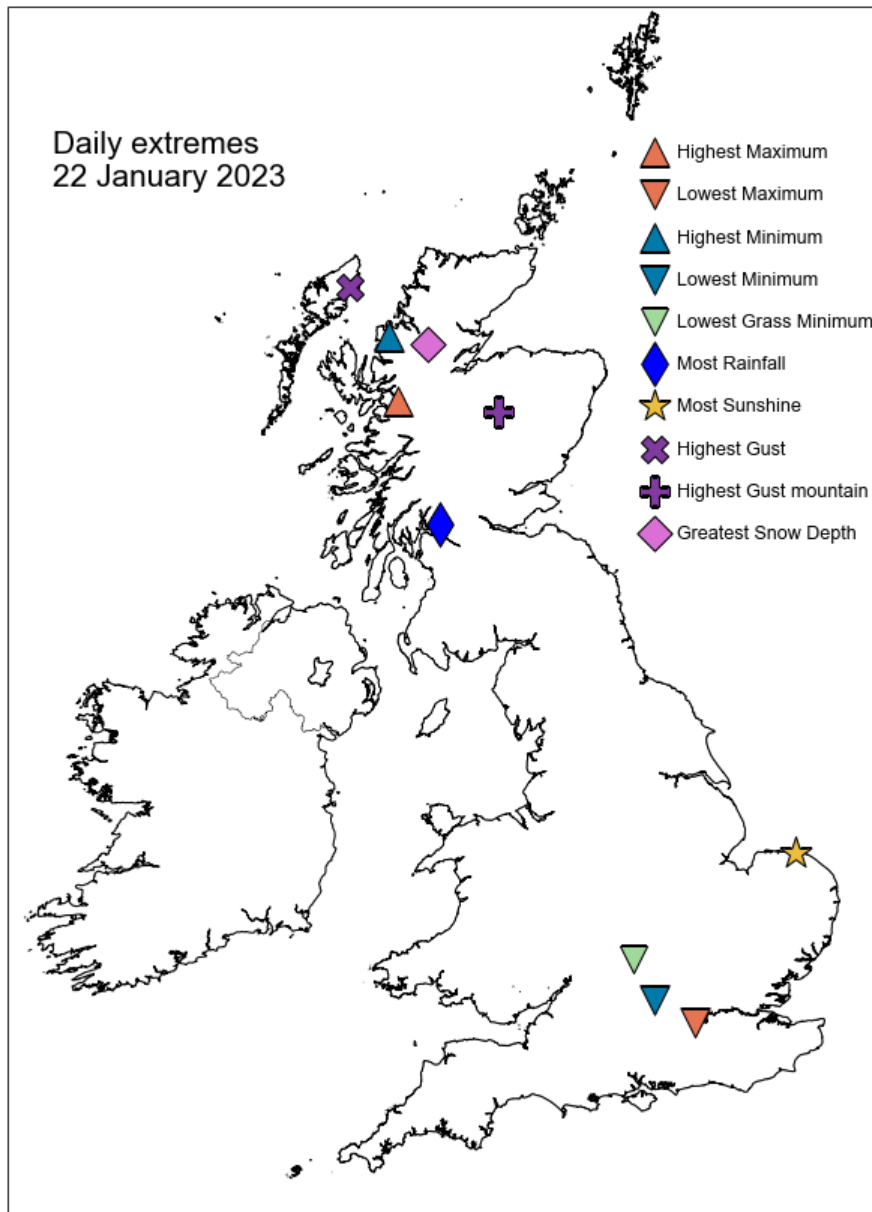 Daily extremes
22 January 2023
Highest Maximum
Lowest Maximum
Highest Minimum
Lowest Minimum
Lowest Grass Minimum
Most Rainfall
Most Sunshine
Highest Gust
Highest Gust mountain
Greatest Snow Depth